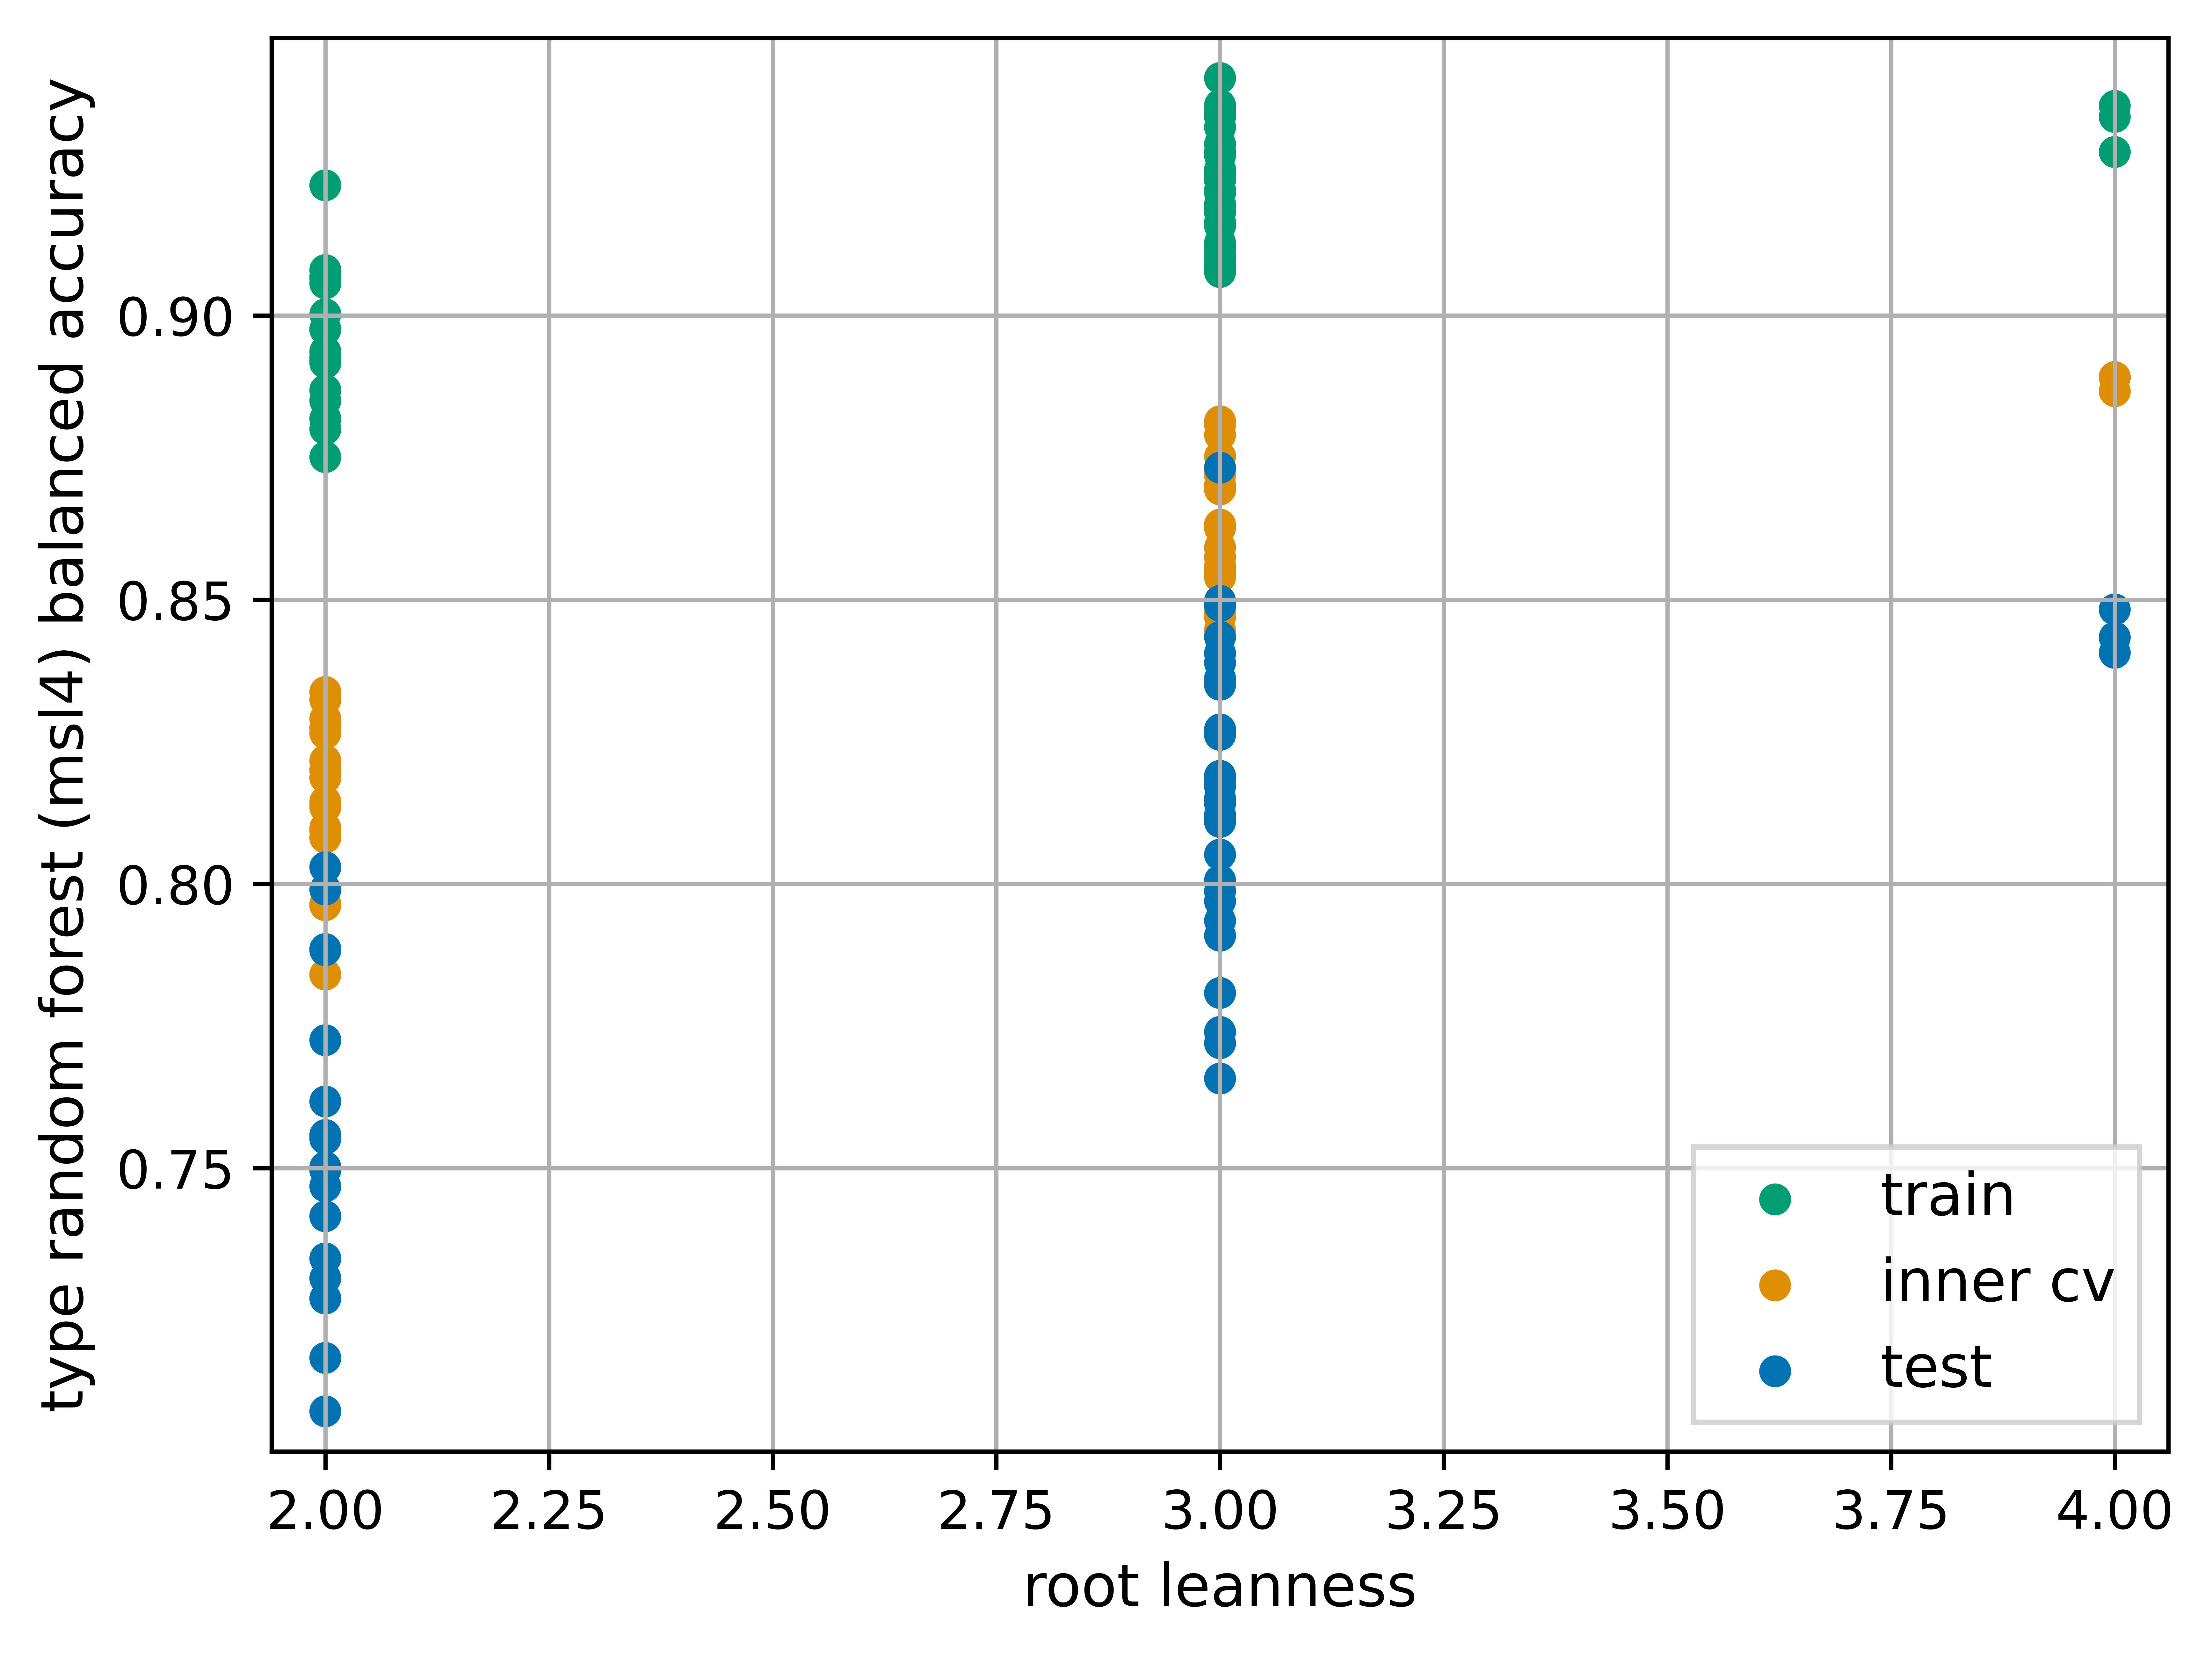 type random forest (msl4) balanced accuracy
0.90
0.85
0.80
0.75
train
inner cv
test
2.00 2.25 2.50 2.75 3.00 3.25 3.50 3.75 4.00
root leanness